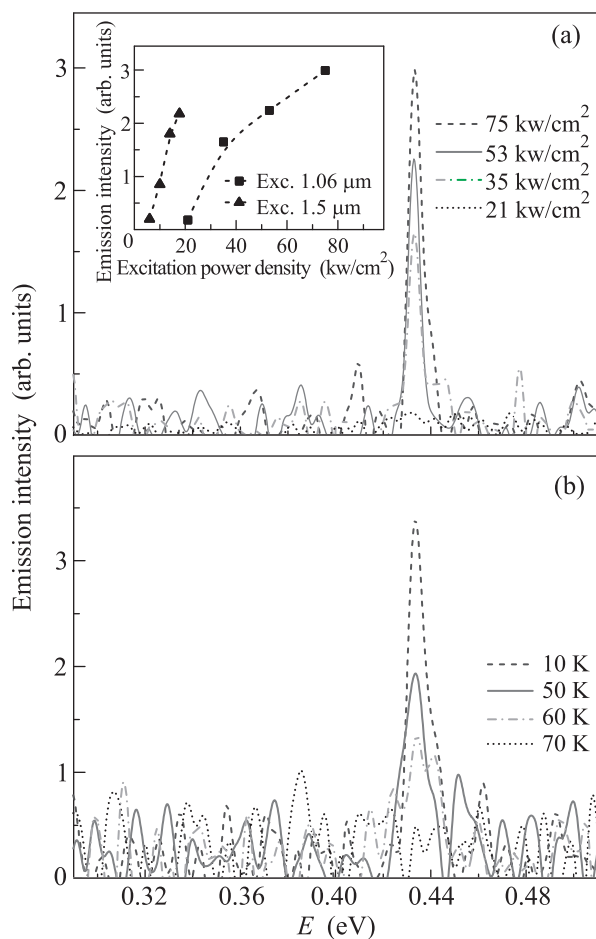 (a)
Emission intensity (arb. units)
3
2
1
0
Emission intensity (arb. units)
3
2
1
0
20
40
60
80
Excitation power density (kw/cm²)
Exc. 1.06 μm
Exc. 1.5 μm
75 kw/cm²
53 kw/cm²
35 kw/cm²
21 kw/cm²
(b)
3
2
1
0
10 K
50 K
60 K
70 K
0.32
0.36
0.40
0.44
0.48
E (eV)